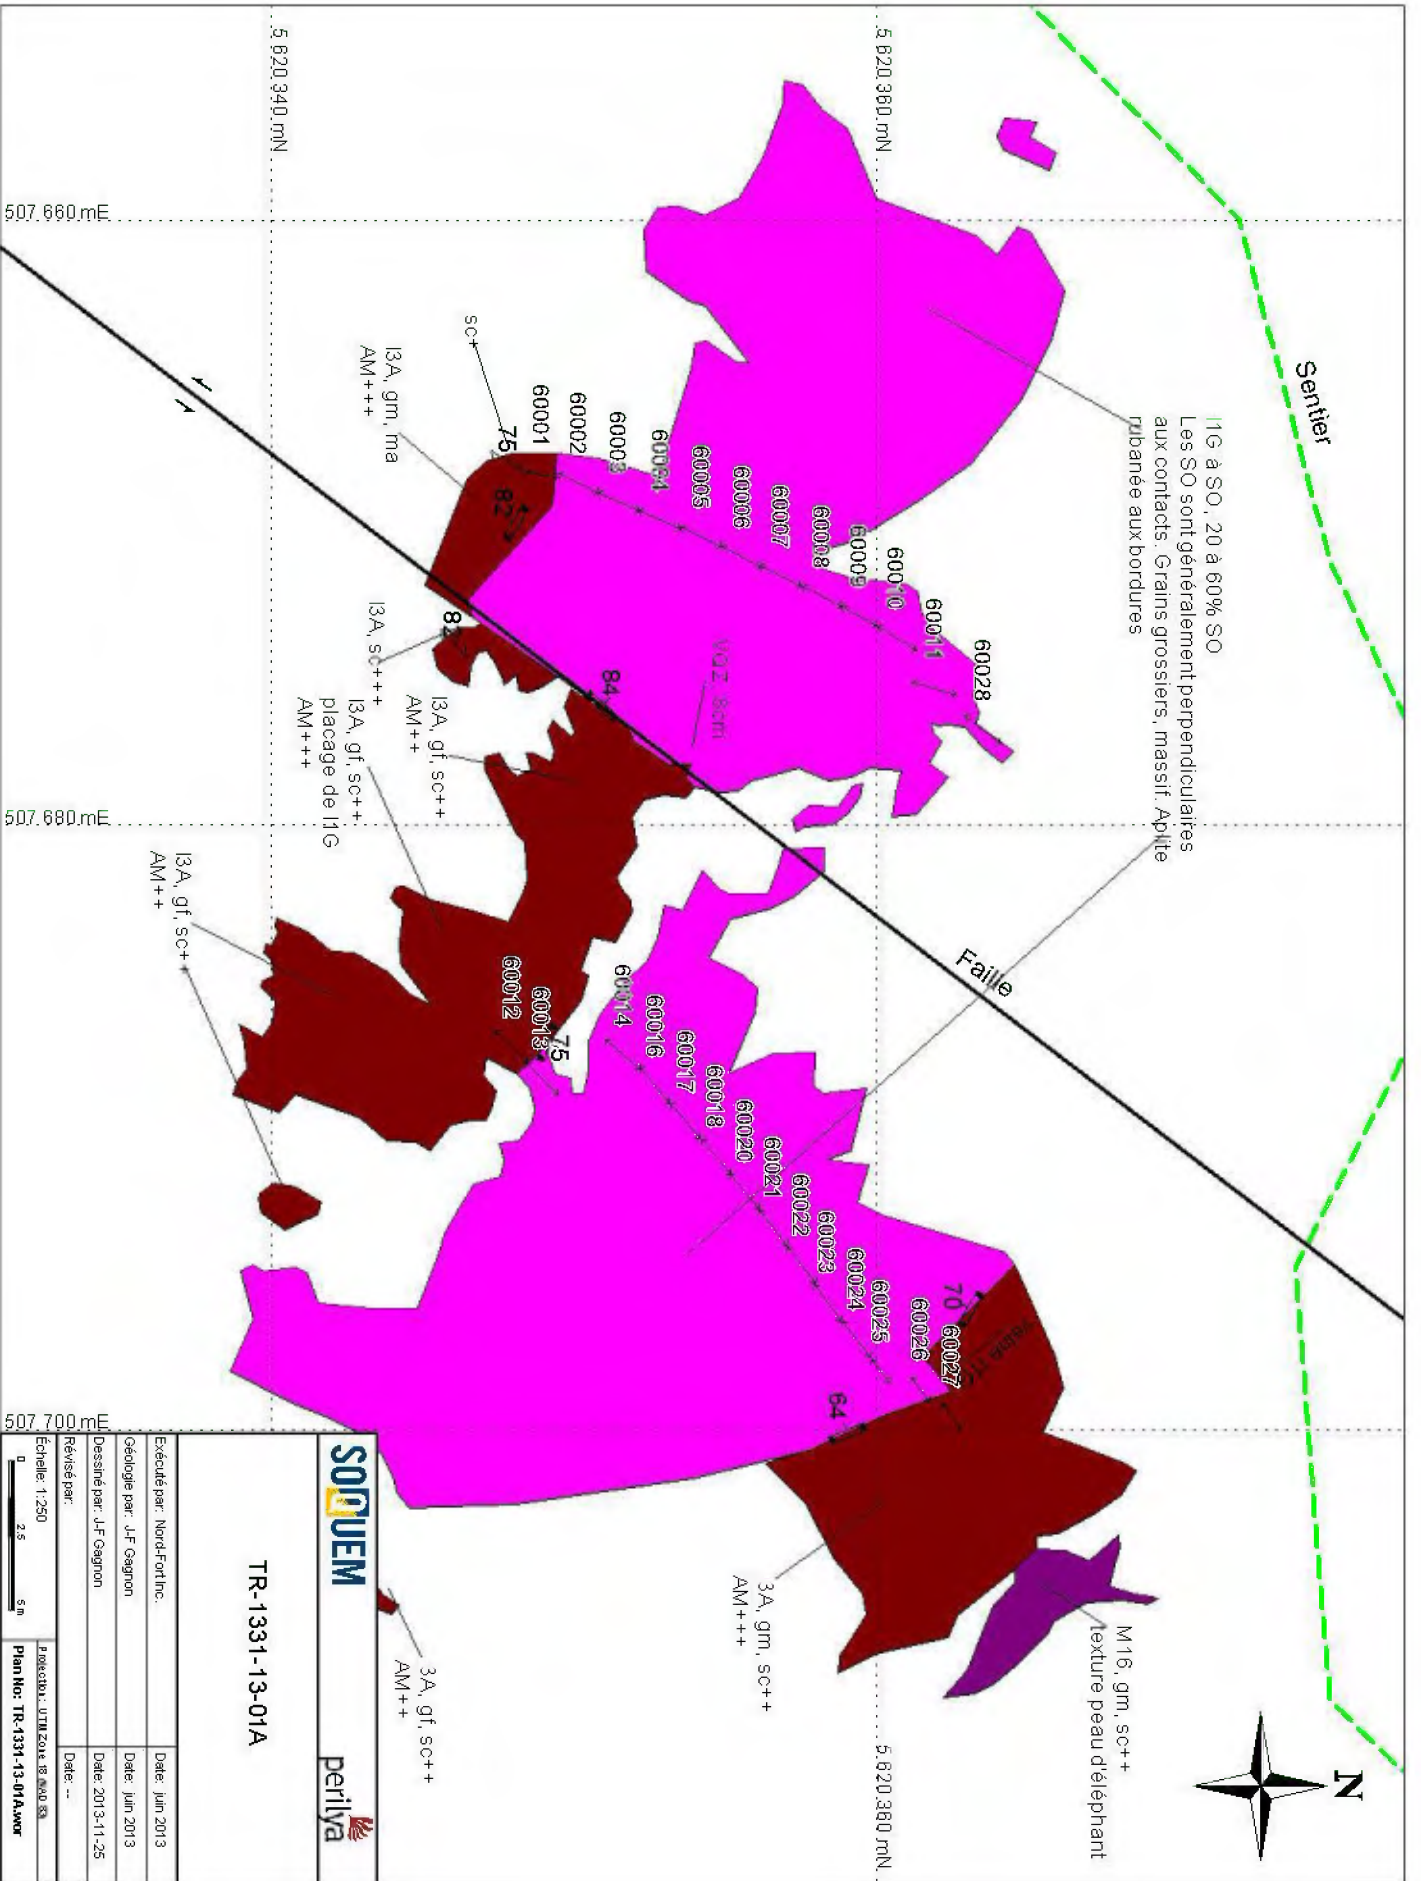 Sentier
I1G à SO, 20 à 60% SO
Les SO sont généralement perpendiculaires
aux contacts. Grains grossiers, massif. Aplite
rubanée aux bordures
5 620 340 mN
5 620 360 mN
507 660 mE
sc+
I3A, gm, ma
AM+++
75
82
60001
60002
60003
60004
60005
60006
60007
60008
60009
60010
60011
60028
82
84
VQZ 8cm
I3A, sc+++
I3A, gf, sc++
AM++
I3A, gf, sc++
placage de I1G
AM+++
507 680 mE
I3A, gf, sc++
AM++
Faille
60012
60013
75
60014
60016
60017
60018
60020
60021
60022
60023
60024
60025
60026
60027
70
64
507 700 mE
3A, gm, sc++
AM+++
M16, gm, sc++
texture peau d'éléphant
3A, gf, sc++
AM++
5 620 360 mN
N
SOQUEM
perilya
TR-1331-13-01A
Exécuté par: Nord-Fort Inc.
Date: juin 2013
Géologie par: J-F Gagnon
Date: juin 2013
Dessiné par: J-F Gagnon
Date: 2013-11-25
Révisé par:
Date: --
Échelle: 1:250
0 2.5 5 m
Projection: UTM Zone 18 (NAD 83)
Plan No: TR-1331-13-01A.wor